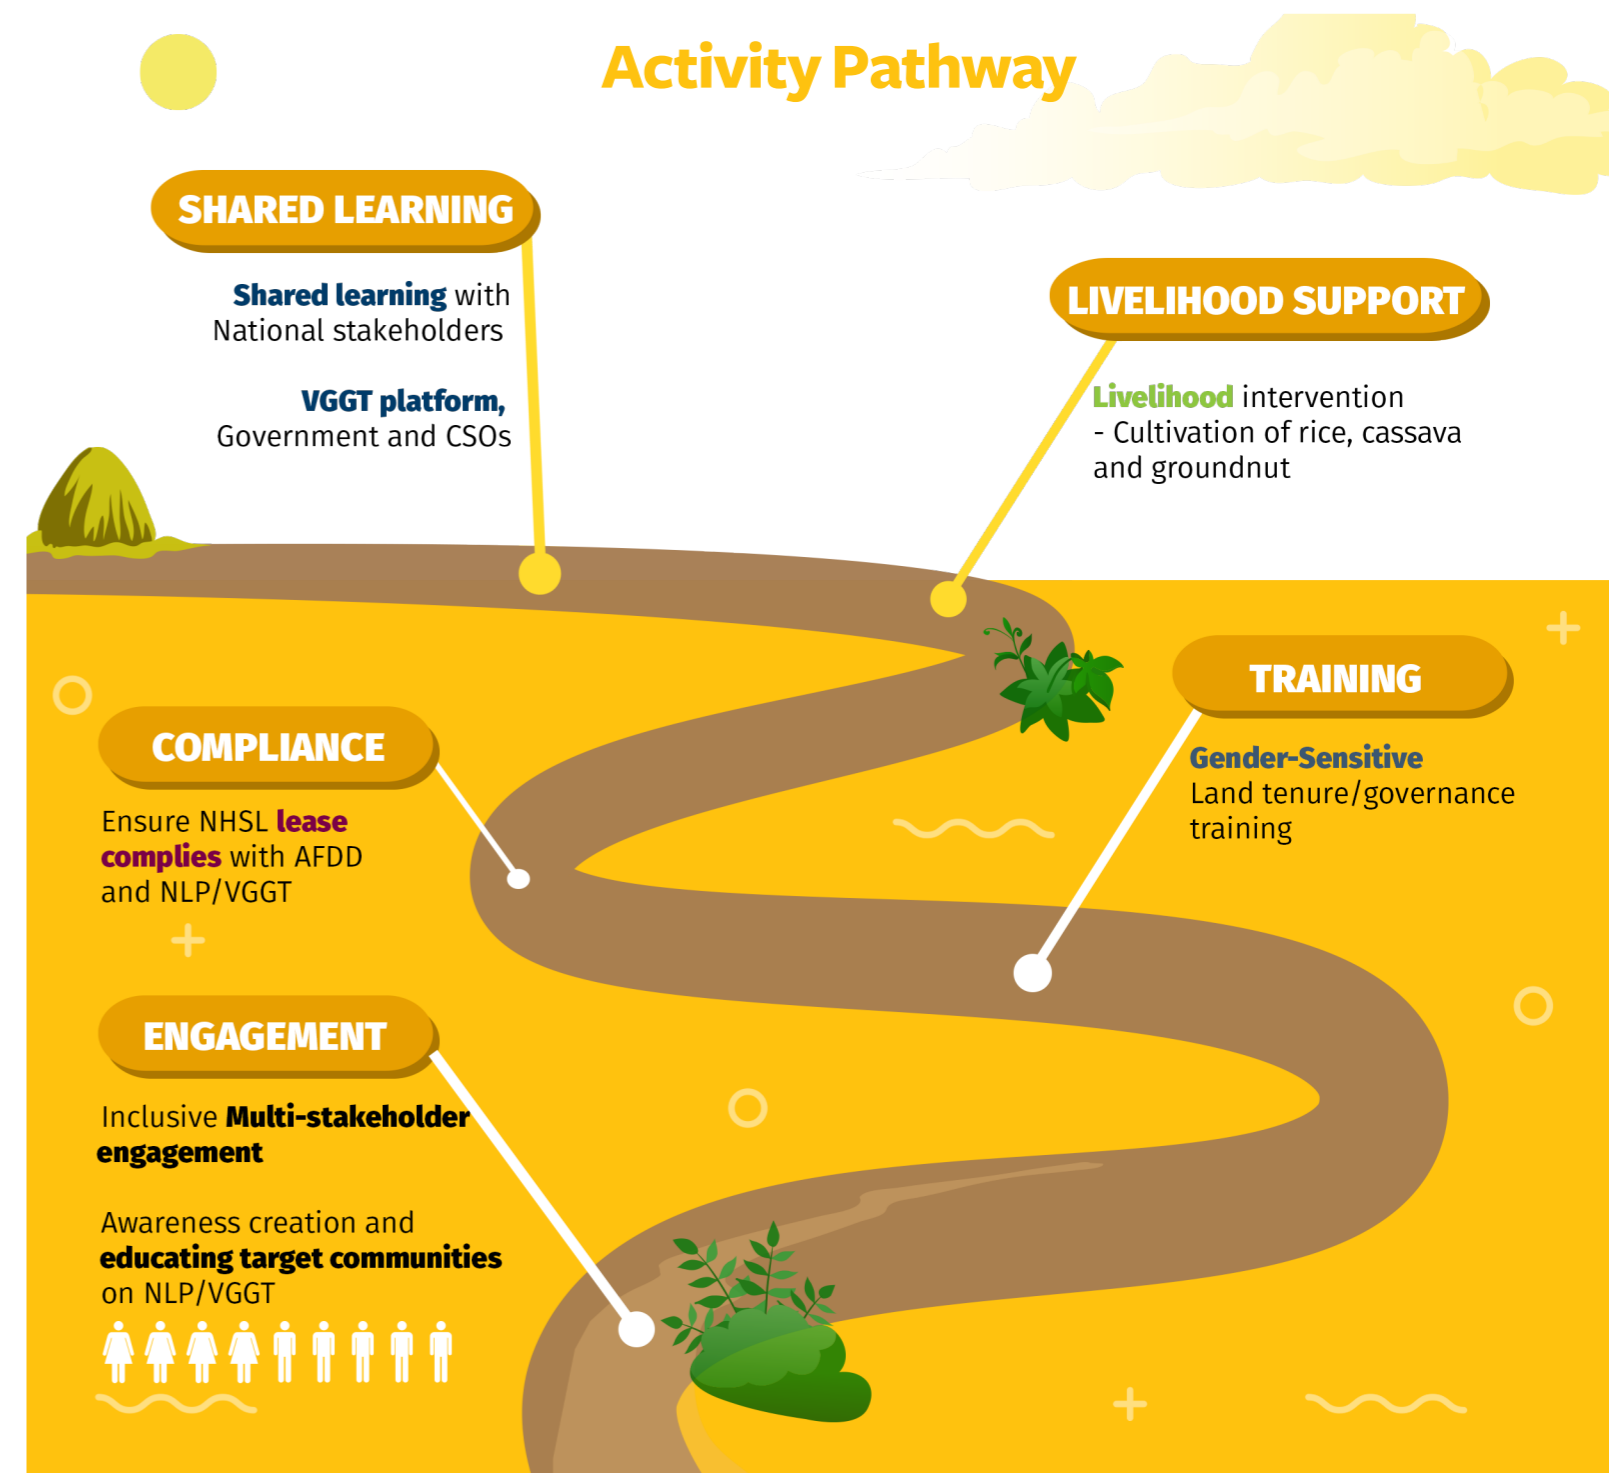 Activity Pathway
SHARED LEARNING
Shared learning with
National stakeholders
VGGT platform,
Government and CSOs
LIVELIHOOD SUPPORT
Livelihood intervention
- Cultivation of rice, cassava
and groundnut
TRAINING
Gender-Sensitive
Land tenure/governance
training
COMPLIANCE
Ensure NHSL lease
complies with AFDD
and NLP/VGGT
ENGAGEMENT
Inclusive Multi-stakeholder
engagement
Awareness creation and
educating target communities
on NLP/VGGT